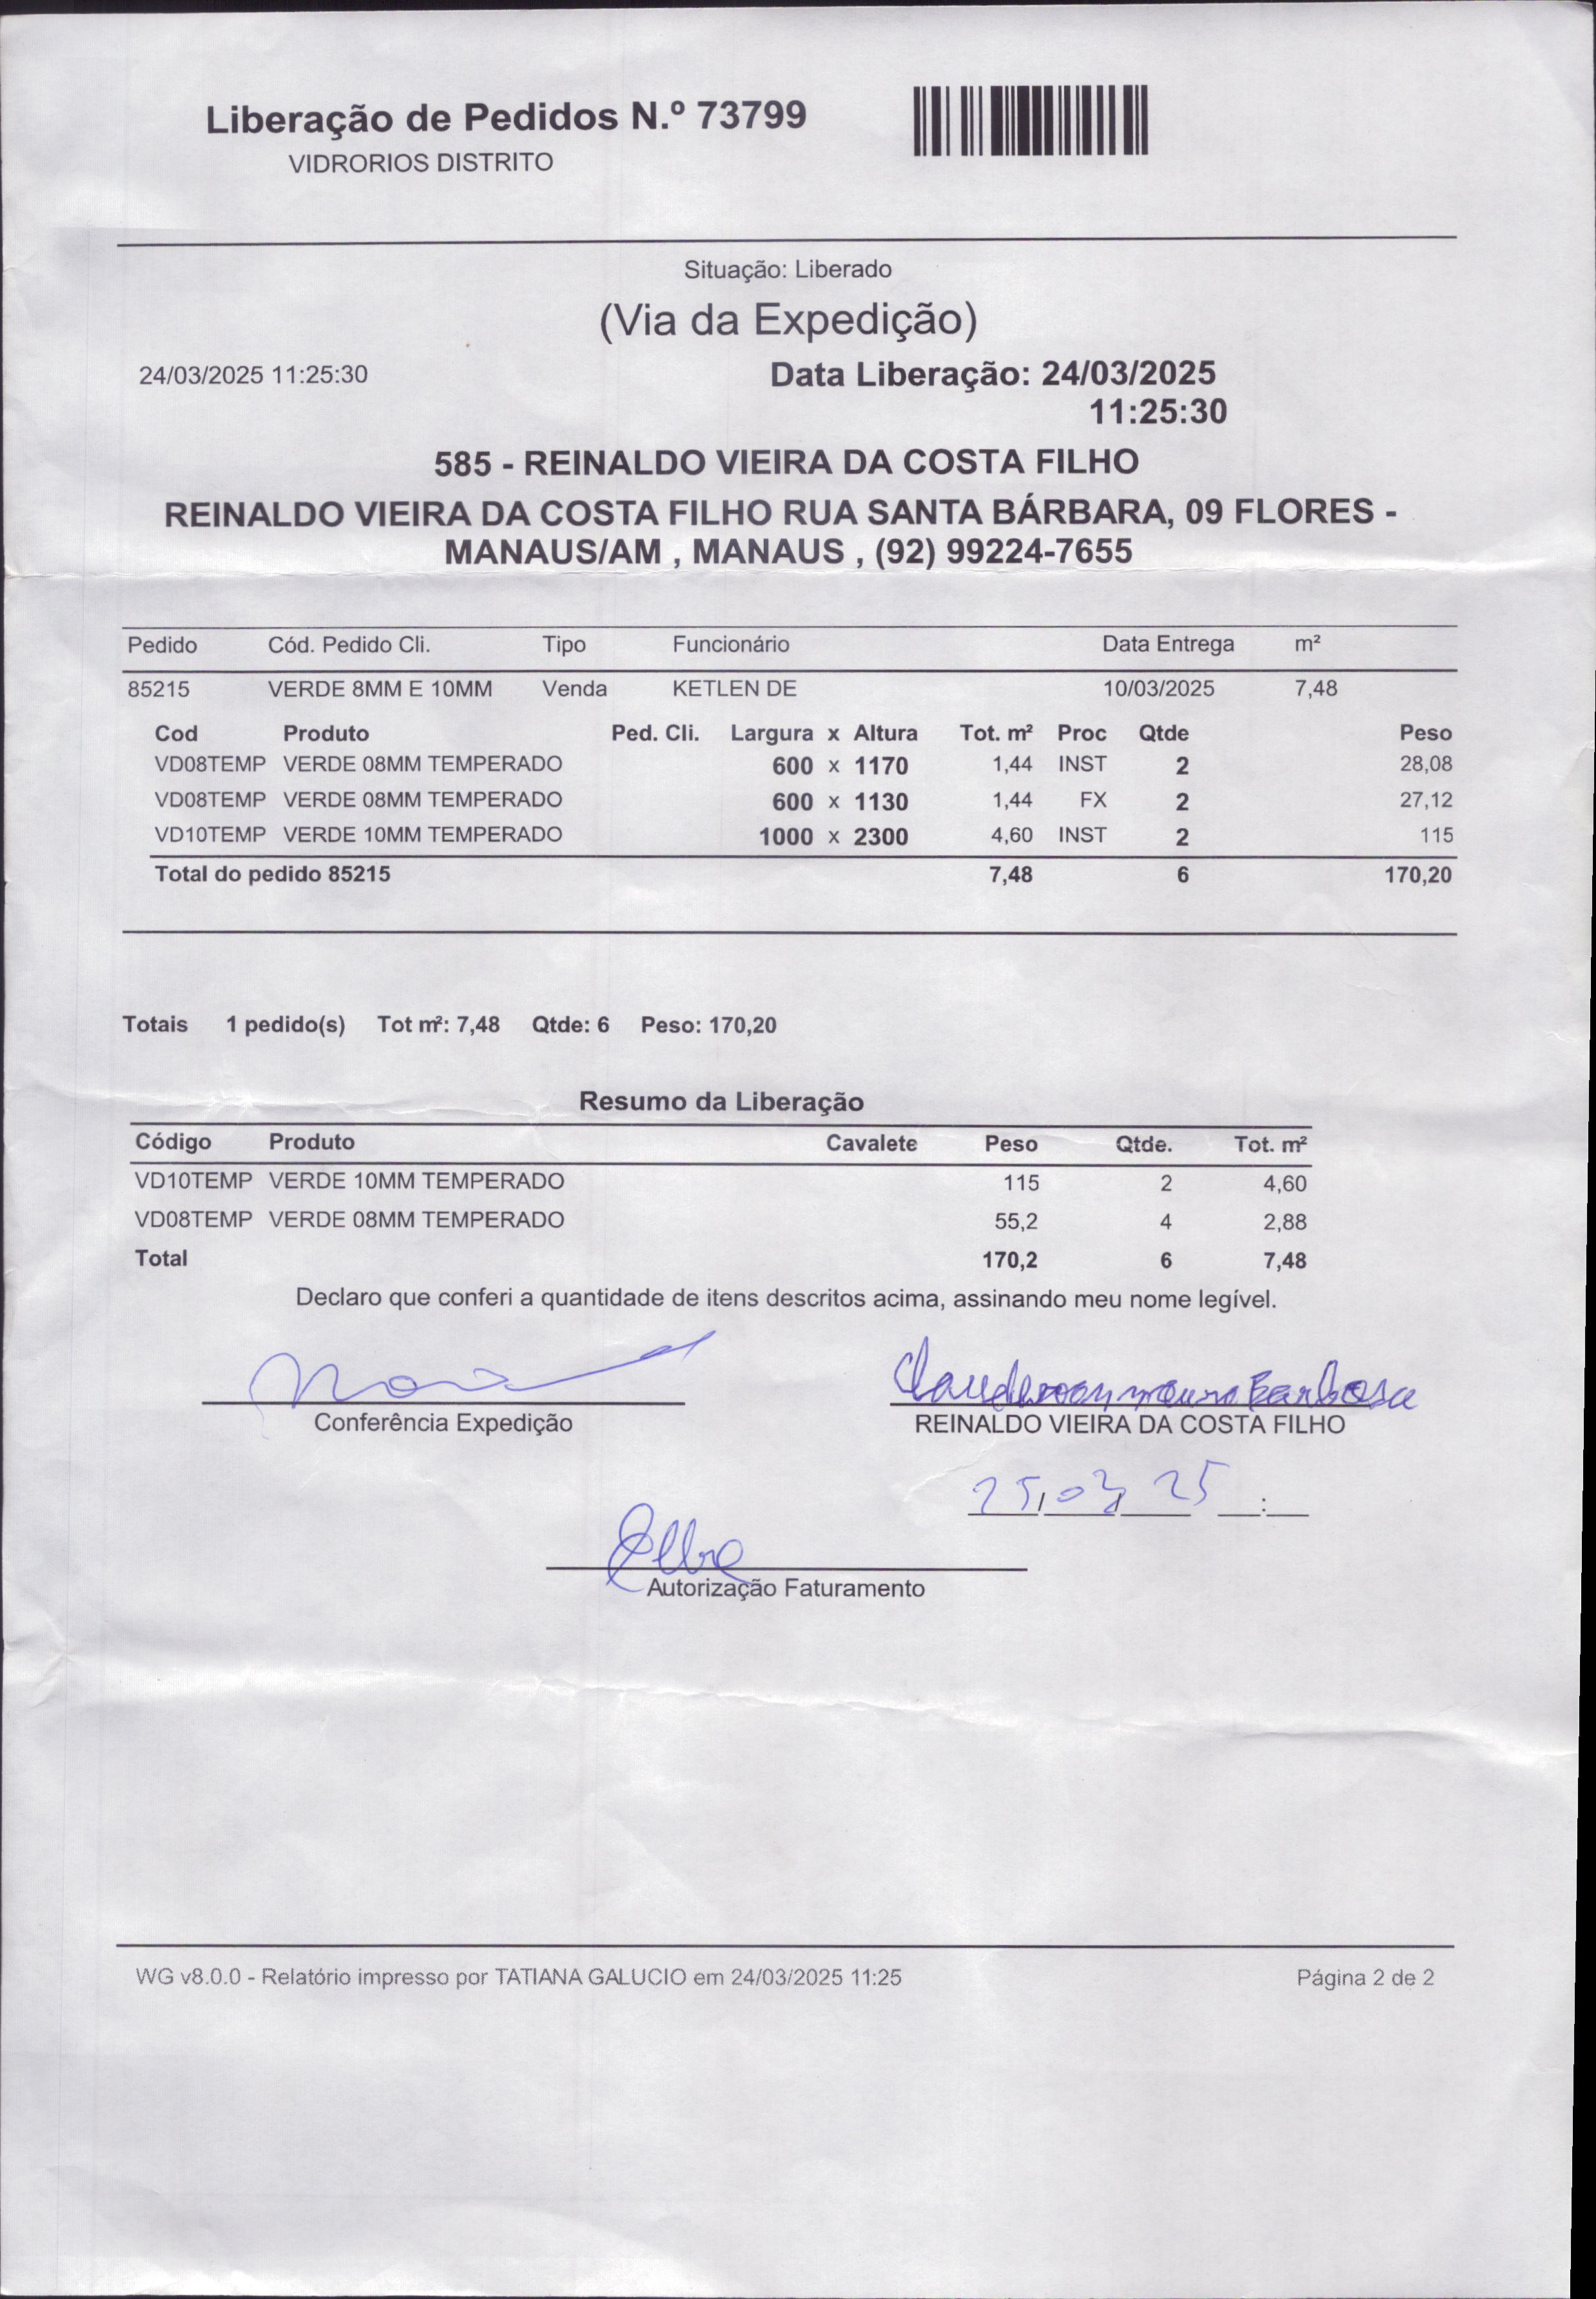 Liberação de Pedidos N.º 73799
VIDRORIOS DISTRITO
Situação: Liberado
(Via da Expedição)
24/03/2025 11:25:30 Data Liberação: 24/03/2025
11:25:30
585 - REINALDO VIEIRA DA COSTA FILHO
REINALDO VIEIRA DA COSTA FILHO RUA SANTA BÁRBARA, 09 FLORES -
MANAUS/AM , MANAUS , (92) 99224-7655
Pedido Cód. Pedido Cli. Tipo Funcionário Data Entrega m²
85215 VERDE 8MM E 10MM Venda KETLEN DE 10/03/2025 7,48
Cod Produto Ped. Cli. Largura x Altura Tot. m² Proc Qtde Peso
VD08TEMP VERDE 08MM TEMPERADO 600 x 1170 1,44 INST 2 28,08
VD08TEMP VERDE 08MM TEMPERADO 600 x 1130 1,44 FX 2 27,12
VD10TEMP VERDE 10MM TEMPERADO 1000 x 2300 4,60 INST 2 115
Total do pedido 85215 7,48 6 170,20
Totais 1 pedido(s) Tot m²: 7,48 Qtde: 6 Peso: 170,20
Resumo da Liberação
Código Produto Cavalete Peso Qtde. Tot. m²
VD10TEMP VERDE 10MM TEMPERADO 115 2 4,60
VD08TEMP VERDE 08MM TEMPERADO 55,2 4 2,88
Total 170,2 6 7,48
Declaro que conferi a quantidade de itens descritos acima, assinando meu nome legível.
Barbosa
Conferência Expedição REINALDO VIEIRA DA COSTA FILHO
25/03/25 __:__
Autorização Faturamento
WG v8.0.0 - Relatório impresso por TATIANA GALUCIO em 24/03/2025 11:25 Página 2 de 2